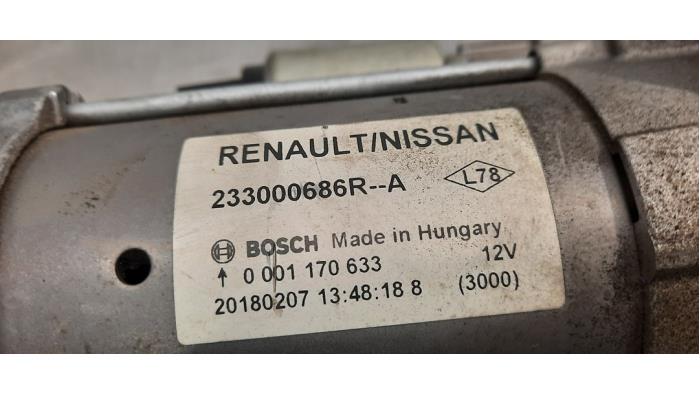 RENAULT/NISSAN
233000686R--A L78
BOSCH Made in Hungary
0 001 170 633 12V
20180207 13:48:18 8 (3000)